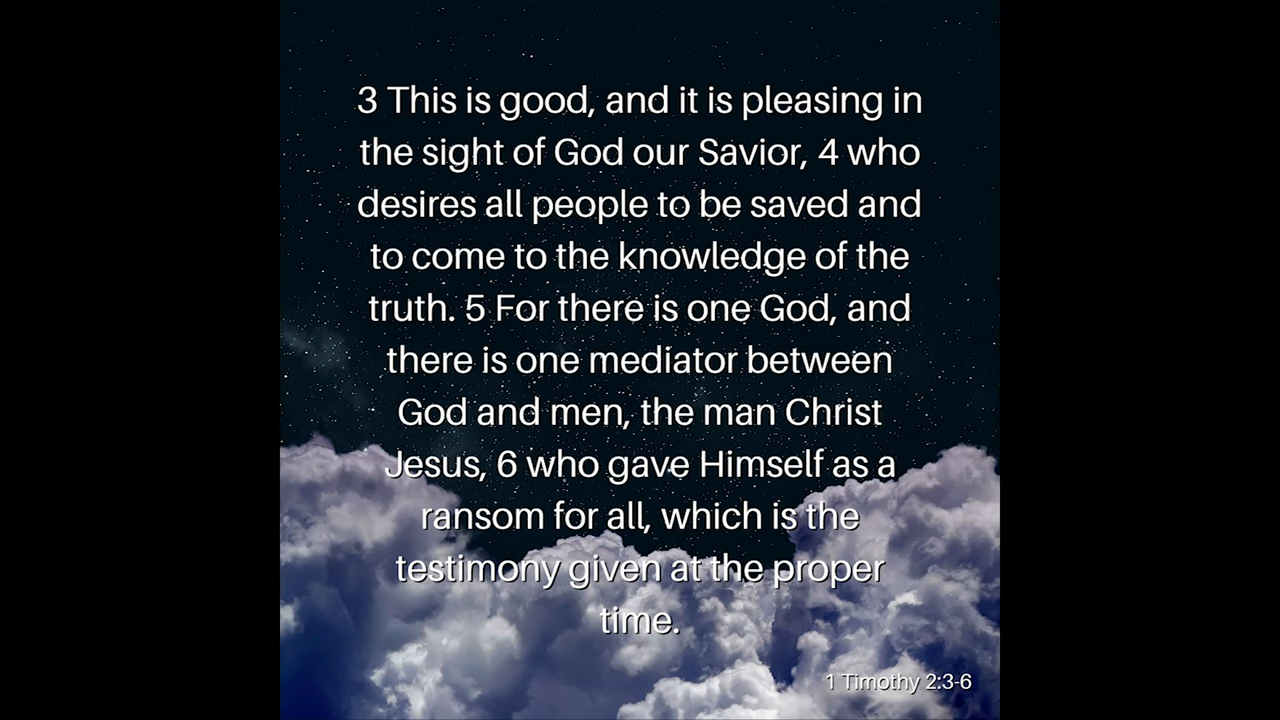 3 This is good, and it is pleasing in
the sight of God our Savior, 4 who
desires all people to be saved and
to come to the knowledge of the
truth. 5 For there is one God, and
there is one mediator between
God and men, the man Christ
Jesus, 6 who gave Himself as a
ransom for all, which is the
testimony given at the proper
time.
1 Timothy 2:3-6